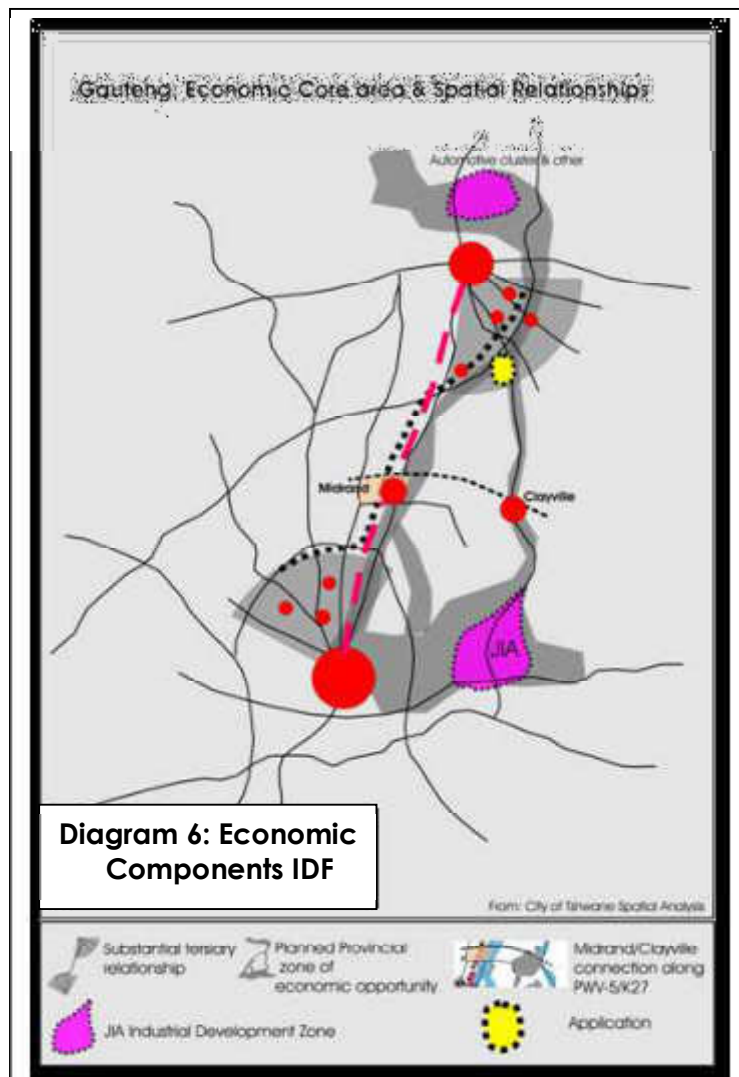 Gauteng: Economic Core area & Spatial Relationships
Automotive cluster & other
Midrand
Clayville
JIA
Diagram 6: Economic
Components IDF
From: City of Tshwane Spatial Analysis
Substantial tertiary
relationship
Planned Provincial
zone of
economic opportunity
Midrand/Clayville
connection along
PWV-5/K27
JIA Industrial Development Zone
Application